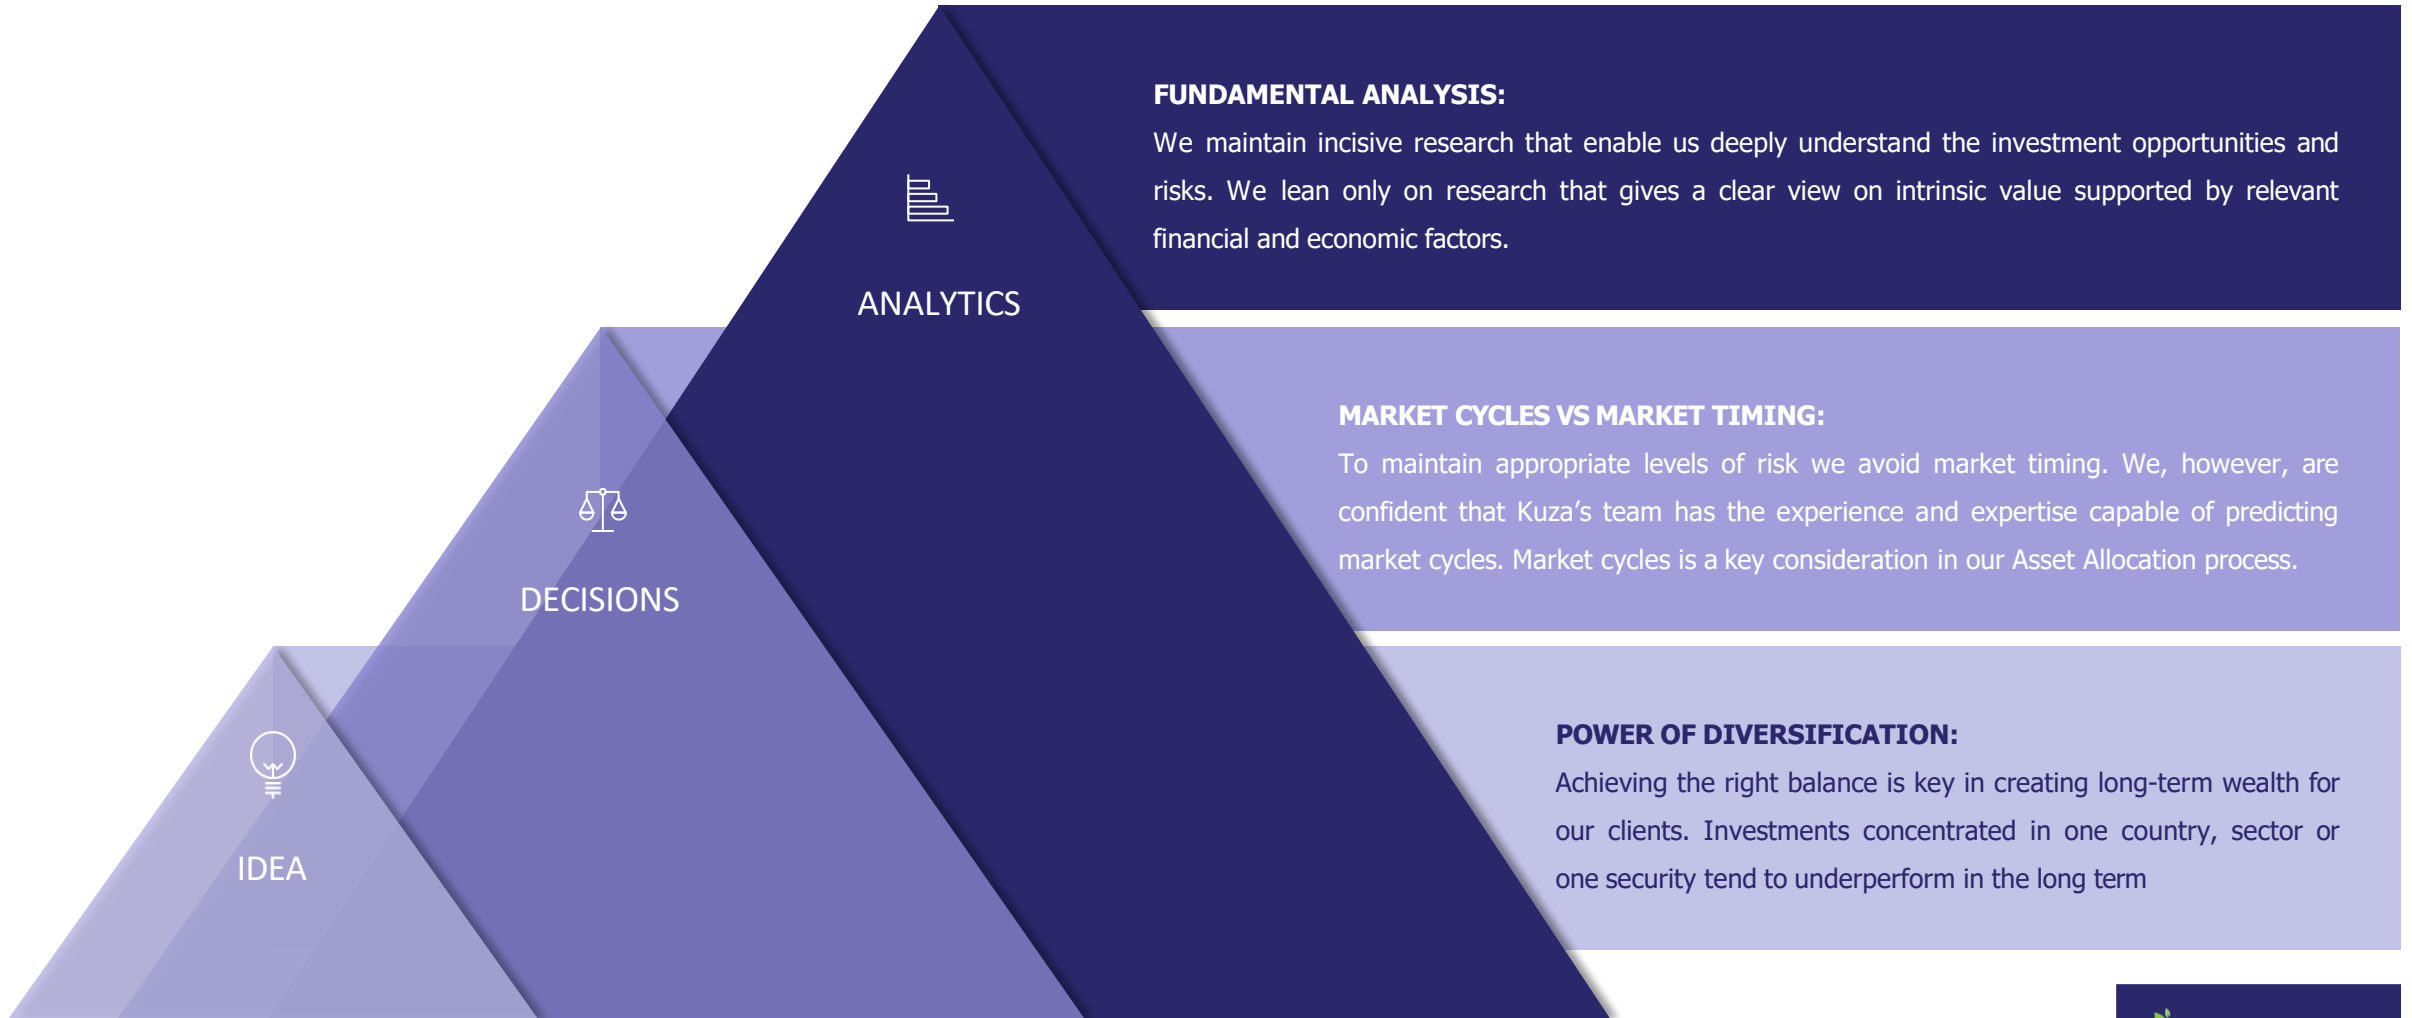 FUNDAMENTAL ANALYSIS:
We maintain incisive research that enable us deeply understand the investment opportunities and
risks. We lean only on research that gives a clear view on intrinsic value supported by relevant
financial and economic factors.
ANALYTICS
MARKET CYCLES VS MARKET TIMING:
To maintain appropriate levels of risk we avoid market timing. We, however, are
confident that Kuza’s team has the experience and expertise capable of predicting
market cycles. Market cycles is a key consideration in our Asset Allocation process.
DECISIONS
POWER OF DIVERSIFICATION:
Achieving the right balance is key in creating long-term wealth for
our clients. Investments concentrated in one country, sector or
one security tend to underperform in the long term
IDEA